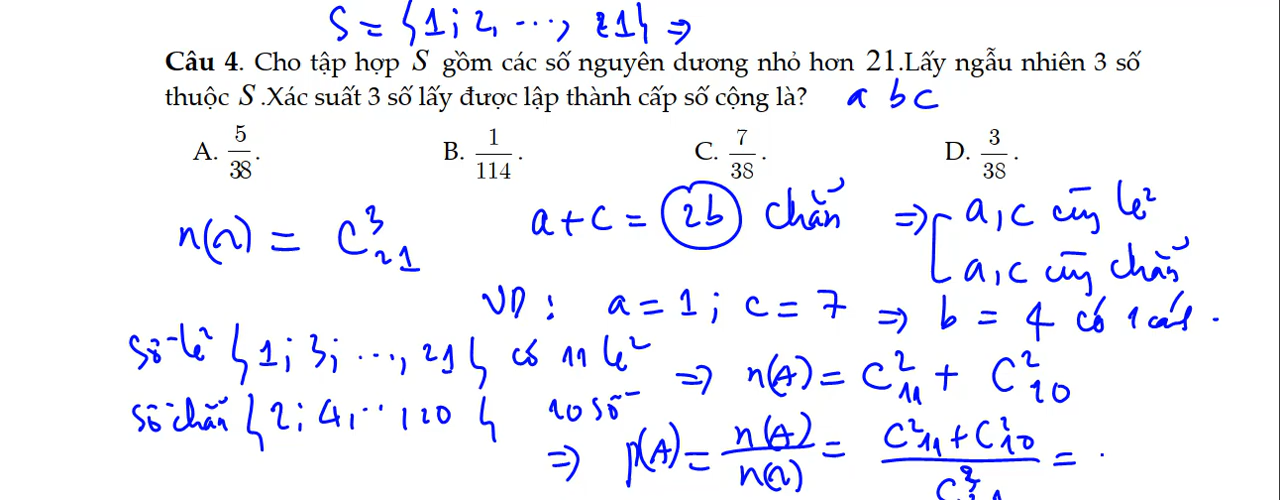 S = {1; 2, ..., 21} ⇒
Câu 4. Cho tập hợp S gồm các số nguyên dương nhỏ hơn 21.Lấy ngẫu nhiên 3 số
thuộc S.Xác suất 3 số lấy được lập thành cấp số cộng là? a b c
A. 5/38. B. 1/114. C. 7/38. D. 3/38.
n(Ω) = C³₂₁ a + c = 2b chẵn ⇒ [ a, c cùng lẻ
a, c cùng chẵn
VD: a = 1; c = 7 ⇒ b = 4 có 1 cách.
Số lẻ {1; 3; ..., 21} có 11 lẻ ⇒ n(A) = C²₁₁ + C²₁₀
số chẵn {2; 4, ..., 20} 10 số
⇒ p(A) = n(A)/n(Ω) = (C²₁₁ + C²₁₀)/C³₂₁ = .